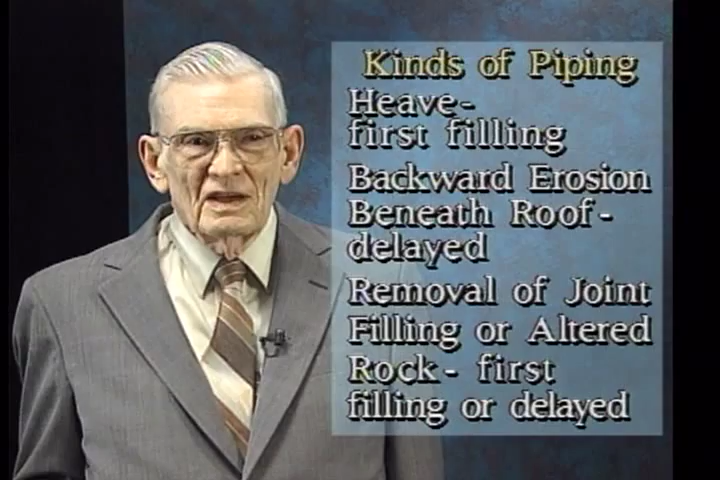 Kinds of Piping
Heave-
first filling
Backward Erosion
Beneath Roof-
delayed
Removal of Joint
Filling or Altered
Rock- first
filling or delayed